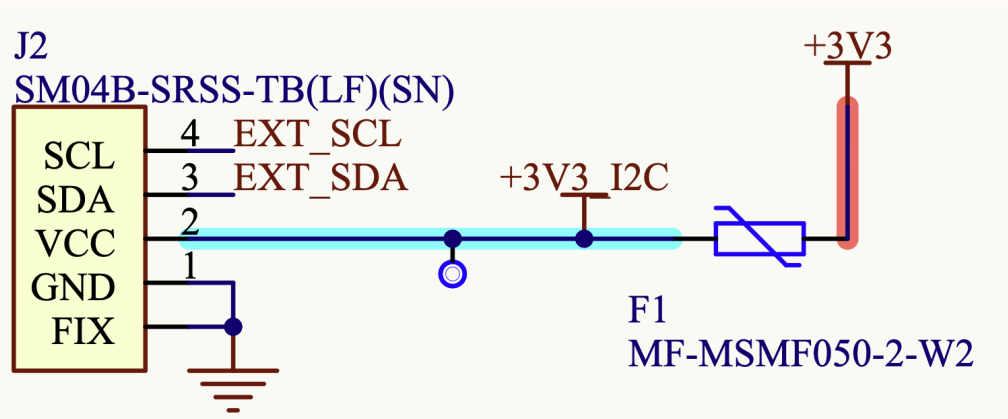 J2
+3V3
SM04B-SRSS-TB(LF)(SN)
SCL 4 EXT_SCL
SDA 3 EXT_SDA
+3V3_I2C
VCC 2
GND 1
FIX
F1
MF-MSMF050-2-W2